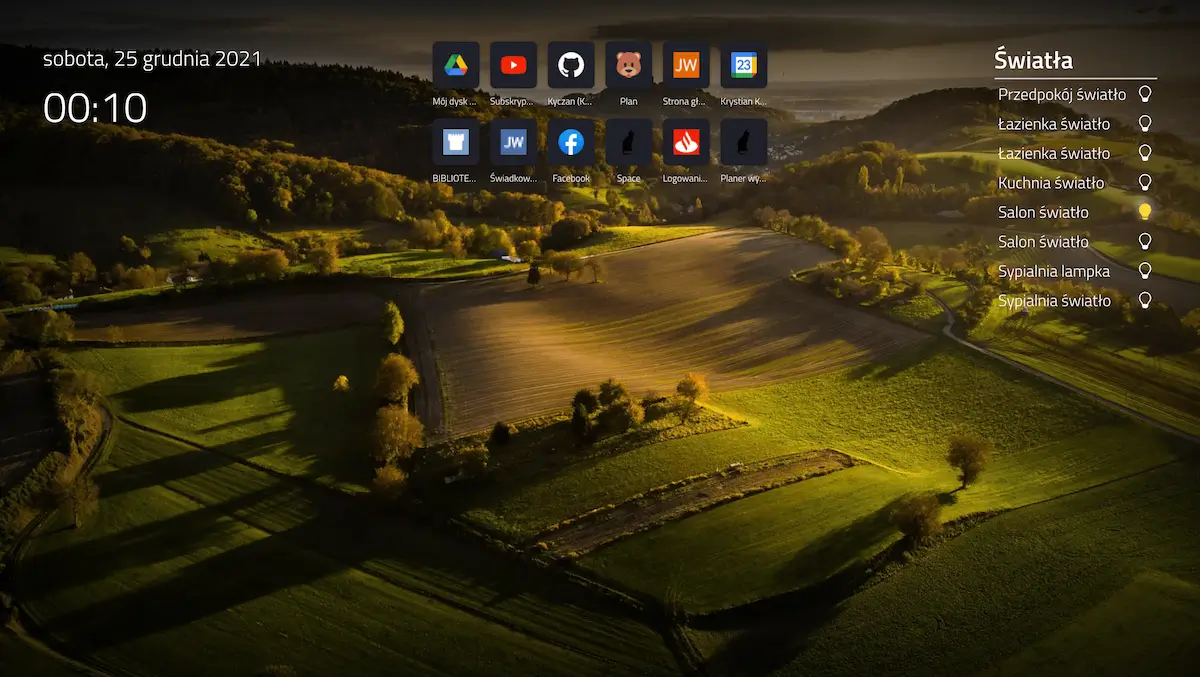 sobota, 25 grudnia 2021
00:10
JW
23
Mój dysk ...
Subskryp...
Kyczan (K...
Plan
Strona gł...
Krystian K...
JW
BIBLIOTE...
Świadkow...
Facebook
Space
Logowani...
Planer wy...
Światła
Przedpokój światło
Łazienka światło
Łazienka światło
Kuchnia światło
Salon światło
Salon światło
Sypialnia lampka
Sypialnia światło